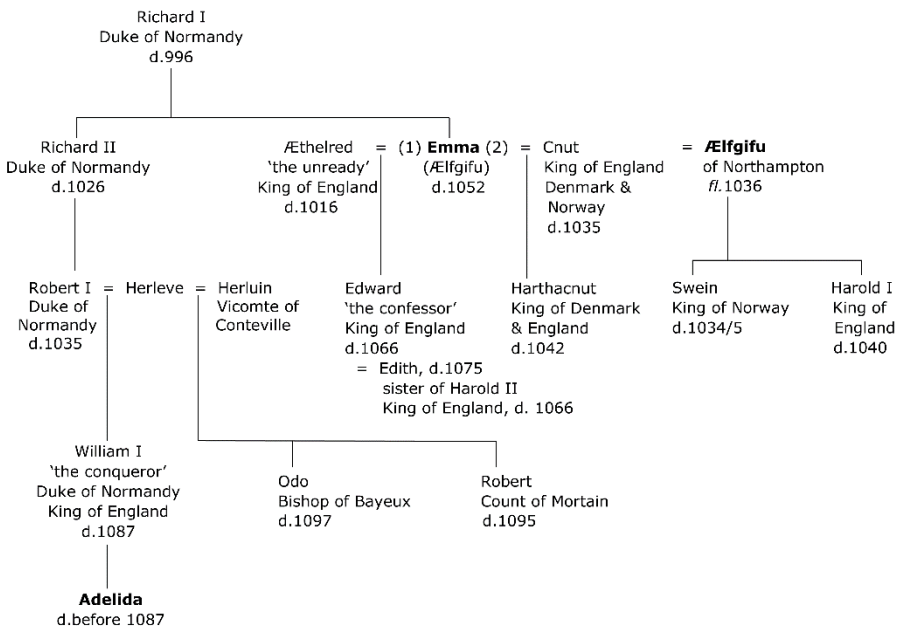 Richard I
Duke of Normandy
d.996
Richard II
Duke of Normandy
d.1026
Æthelred
‘the unready’
King of England
d.1016
= (1) Emma (2) =
(Ælfgifu)
d.1052
Cnut
King of England
Denmark &
Norway
d.1035
= Ælfgifu
of Northampton
fl.1036
Robert I
Duke of
Normandy
d.1035
= Herleve =
Herluin
Vicomte of
Conteville
Edward
‘the confessor’
King of England
d.1066
= Edith, d.1075
sister of Harold II
King of England, d. 1066
Harthacnut
King of Denmark
& England
d.1042
Swein
King of Norway
d.1034/5
Harold I
King of
England
d.1040
William I
‘the conqueror’
Duke of Normandy
King of England
d.1087
Odo
Bishop of Bayeux
d.1097
Robert
Count of Mortain
d.1095
Adelida
d.before 1087